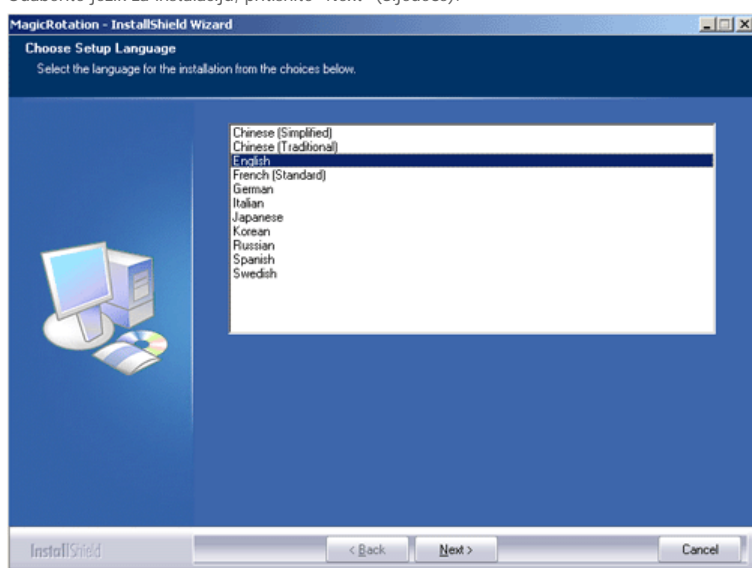 Odaberite jezik za instalaciju, pritisnite "Next" (Sljedeće).
MagicRotation - InstallShield Wizard
Choose Setup Language
Select the language for the installation from the choices below.
Chinese (Simplified)
Chinese (Traditional)
English
French (Standard)
German
Italian
Japanese
Korean
Russian
Spanish
Swedish
InstallShield
< Back
Next >
Cancel